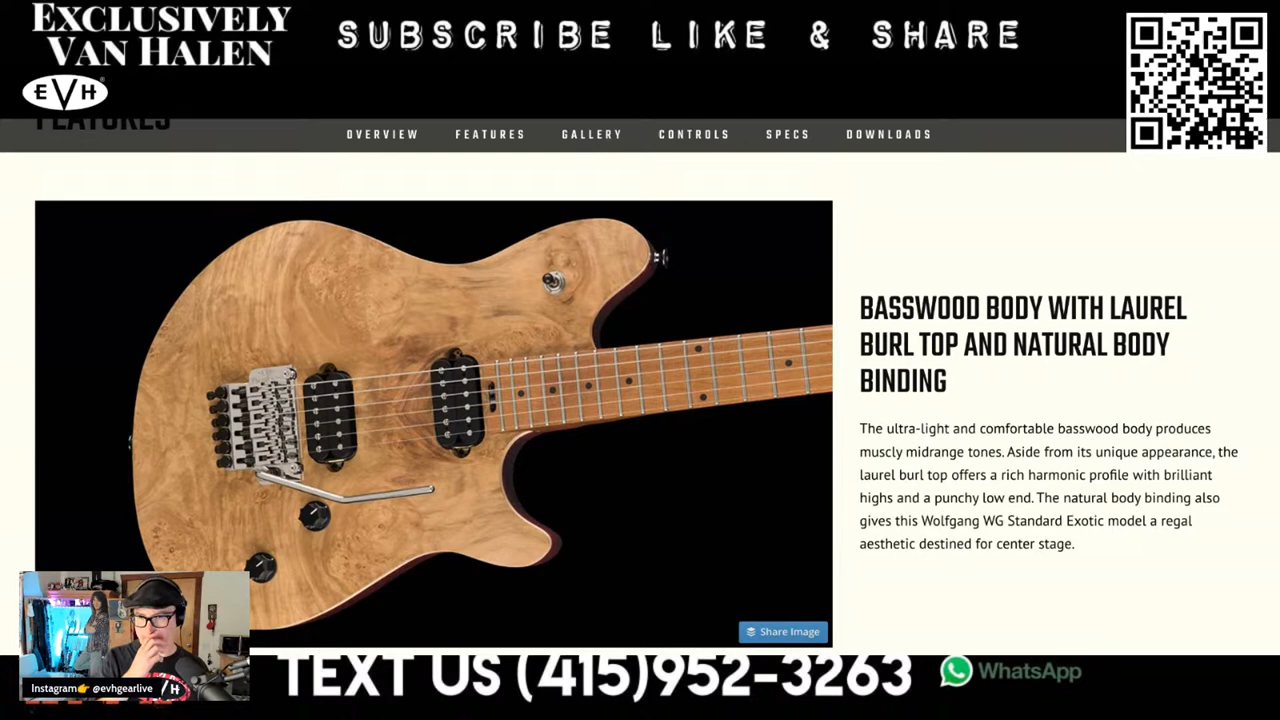 EXCLUSIVELY
VAN HALEN
SUBSCRIBE LIKE & SHARE
EVH
FEATURES
OVERVIEW FEATURES GALLERY CONTROLS SPECS DOWNLOADS
BASSWOOD BODY WITH LAUREL
BURL TOP AND NATURAL BODY
BINDING
The ultra-light and comfortable basswood body produces
muscly midrange tones. Aside from its unique appearance, the
laurel burl top offers a rich harmonic profile with brilliant
highs and a punchy low end. The natural body binding also
gives this Wolfgang WG Standard Exotic model a regal
aesthetic destined for center stage.
Share Image
Instagram👉 @evhgearlive
TEXT US (415)952-3263
WhatsApp